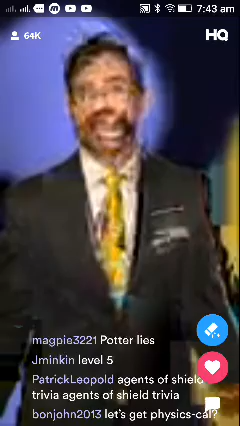 7:43 am
64K
HQ
magpie3221 Potter lies
Jminkin level 5
PatrickLeopold agents of shield
trivia agents of shield trivia
bonjohn2013 let's get physics-cal?